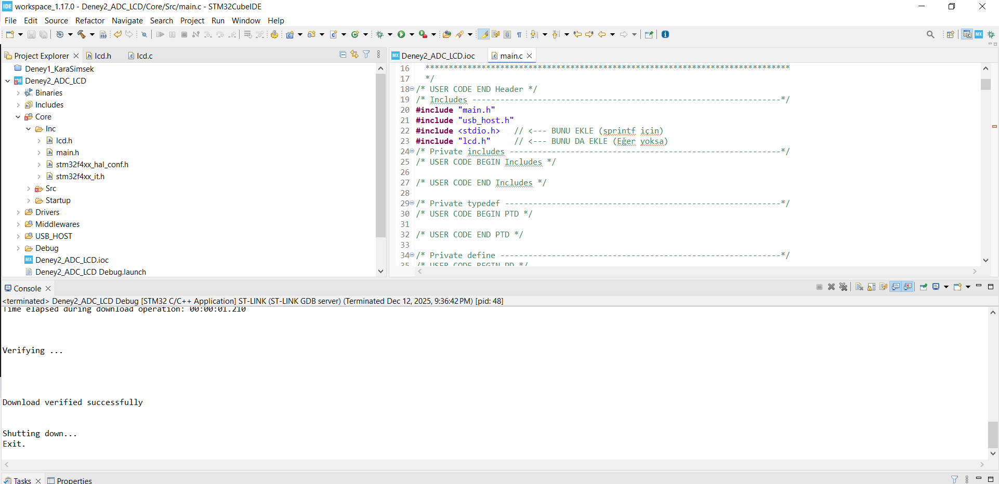 workspace_1.17.0 - Deney2_ADC_LCD/Core/Src/main.c - STM32CubeIDE
File Edit Source Refactor Navigate Search Project Run Window Help
Project Explorer lcd.h lcd.c
Deney1_KaraSimsek
Deney2_ADC_LCD
Binaries
Includes
Core
Inc
lcd.h
main.h
stm32f4xx_hal_conf.h
stm32f4xx_it.h
Src
Startup
Drivers
Middlewares
USB_HOST
Debug
Deney2_ADC_LCD.ioc
Deney2_ADC_LCD Debug.launch
Deney2_ADC_LCD.ioc main.c
16 ******************************************************************************
17 */
18 /* USER CODE END Header */
19 /* Includes ------------------------------------------------------------------*/
20 #include "main.h"
21 #include "usb_host.h"
22 #include <stdio.h> // <--- BUNU EKLE (sprintf için)
23 #include "lcd.h" // <--- BUNU DA EKLE (Eğer yoksa)
24 /* Private includes ----------------------------------------------------------*/
25 /* USER CODE BEGIN Includes */
26
27 /* USER CODE END Includes */
28
29 /* Private typedef -----------------------------------------------------------*/
30 /* USER CODE BEGIN PTD */
31
32 /* USER CODE END PTD */
33
34 /* Private define ------------------------------------------------------------*/
35 /* USER CODE BEGIN PD */
Console
<terminated> Deney2_ADC_LCD Debug [STM32 C/C++ Application] ST-LINK (ST-LINK GDB server) (Terminated Dec 12, 2025, 9:36:42 PM) [pid: 48]
Time elapsed during download operation: 00:00:01.210
Verifying ...
Download verified successfully
Shutting down...
Exit.
Tasks Properties